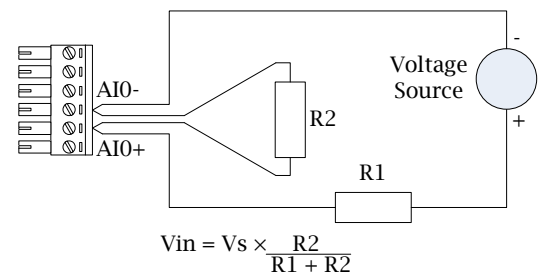 -
Voltage
Source
+
AI0-
AI0+
R2
R1
Vin = Vs × R2
R1 + R2